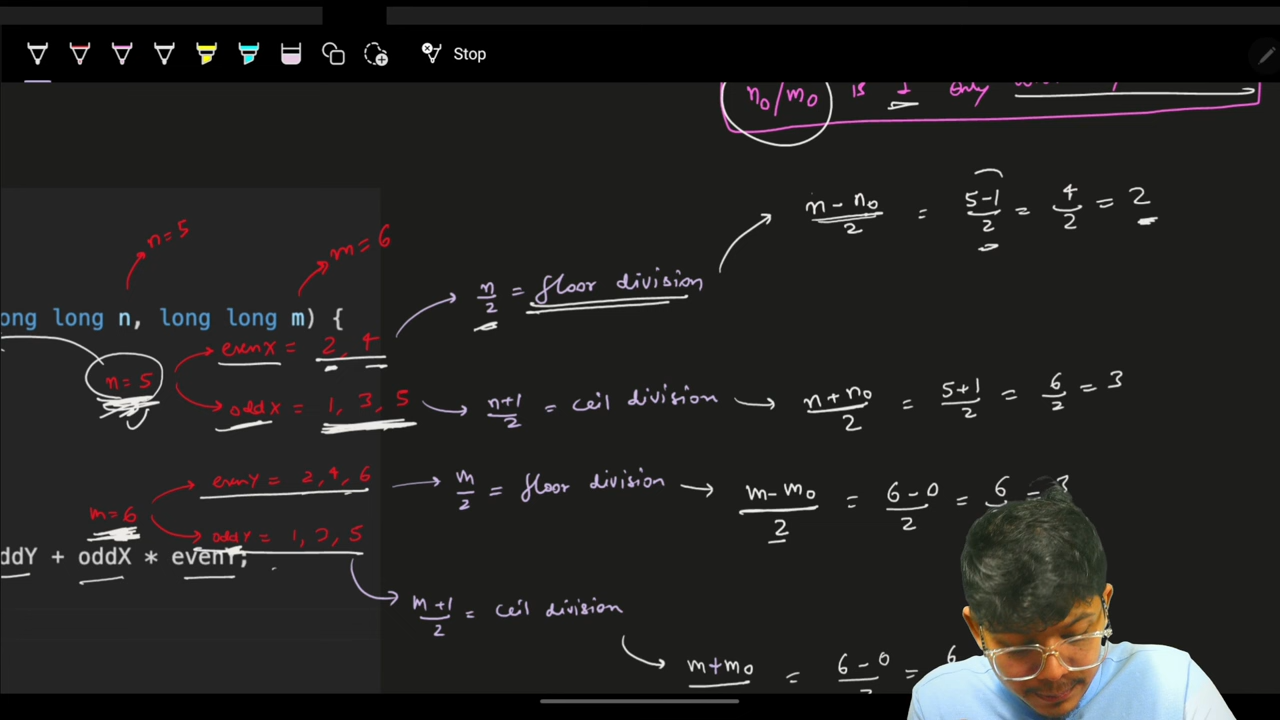 Stop
n₀/m₀ is 1 only
n - n₀ / 2 = 5-1 / 2 = 4/2 = 2
n=5
m=6
n/2 = floor division
ong long n, long long m) {
evenX = 2, 4
n=5
oddX = 1, 3, 5
n+1 / 2 = ceil division
n + n₀ / 2 = 5+1 / 2 = 6/2 = 3
evenY = 2, 4, 6
m/2 = floor division
m - m₀ / 2 = 6-0 / 2 = 6 = 3
m=6
oddY = 1, 3, 5
ddY + oddX * evenY;
m+1 / 2 = ceil division
m+m₀ = 6-0 / 2 = 6